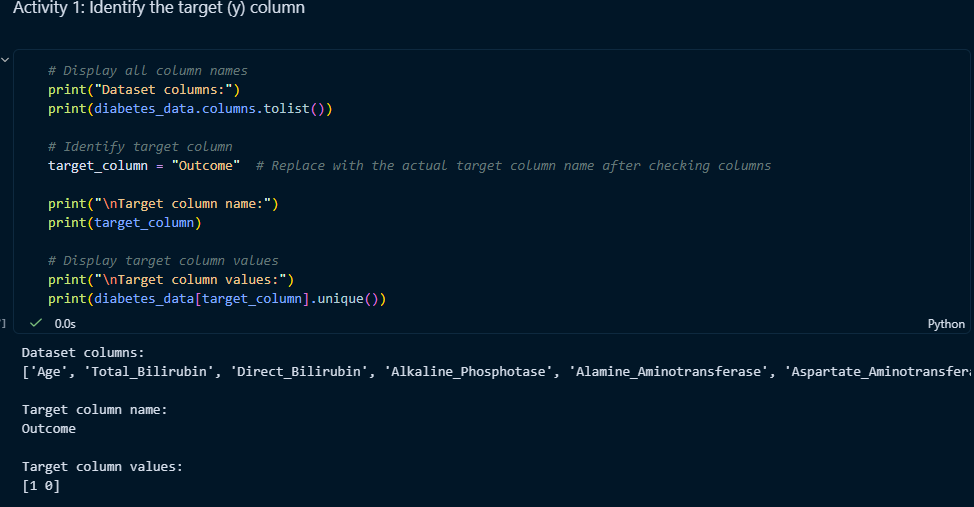 Activity 1: Identify the target (y) column
# Display all column names
print("Dataset columns:")
print(diabetes_data.columns.tolist())
# Identify target column
target_column = "Outcome"  # Replace with the actual target column name after checking columns
print("\nTarget column name:")
print(target_column)
# Display target column values
print("\nTarget column values:")
print(diabetes_data[target_column].unique())
0.0s
Python
Dataset columns:
['Age', 'Total_Bilirubin', 'Direct_Bilirubin', 'Alkaline_Phosphotase', 'Alamine_Aminotransferase', 'Aspartate_Aminotransfer
Target column name:
Outcome
Target column values:
[1 0]